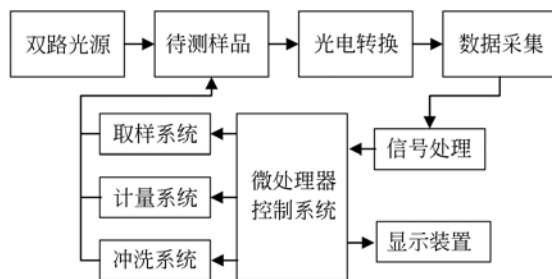 双路光源
待测样品
光电转换
数据采集
取样系统
信号处理
计量系统
微处理器
控制系统
显示装置
冲洗系统